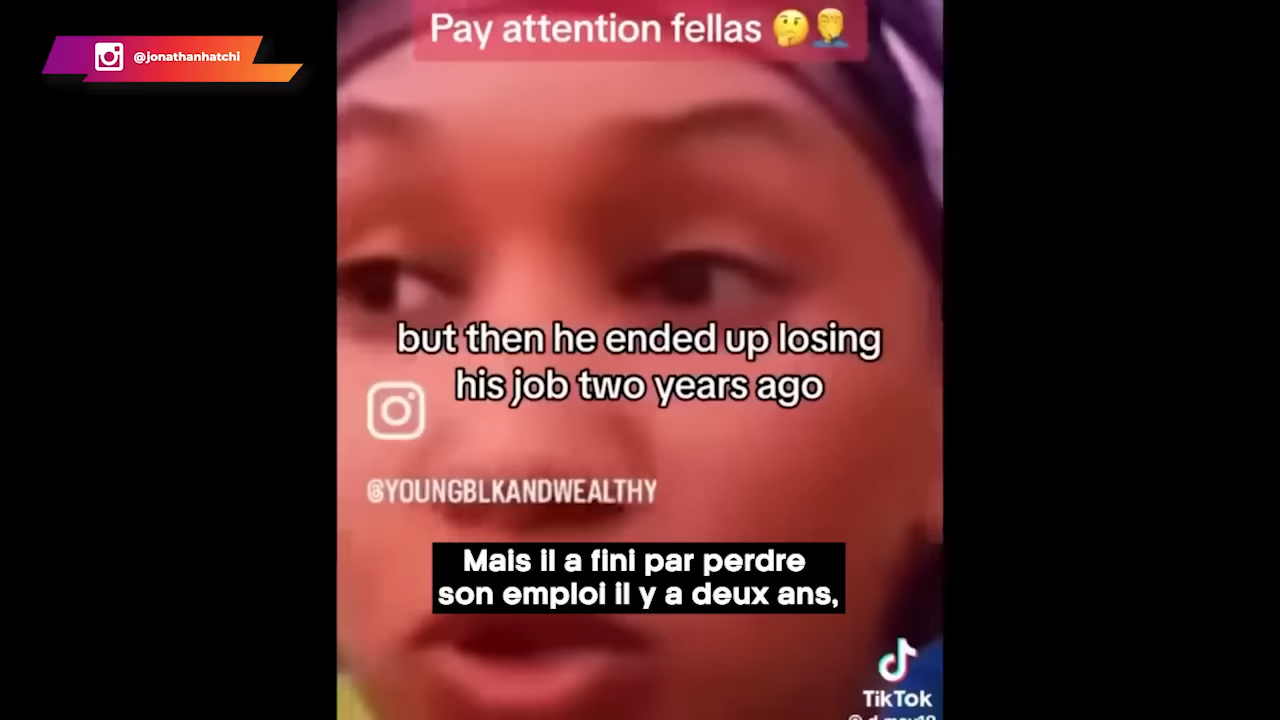 Pay attention fellas 🤔🤦‍♂️
@jonathanhatchi
but then he ended up losing
his job two years ago
@YOUNGBLKANDWEALTHY
Mais il a fini par perdre
son emploi il y a deux ans,
TikTok